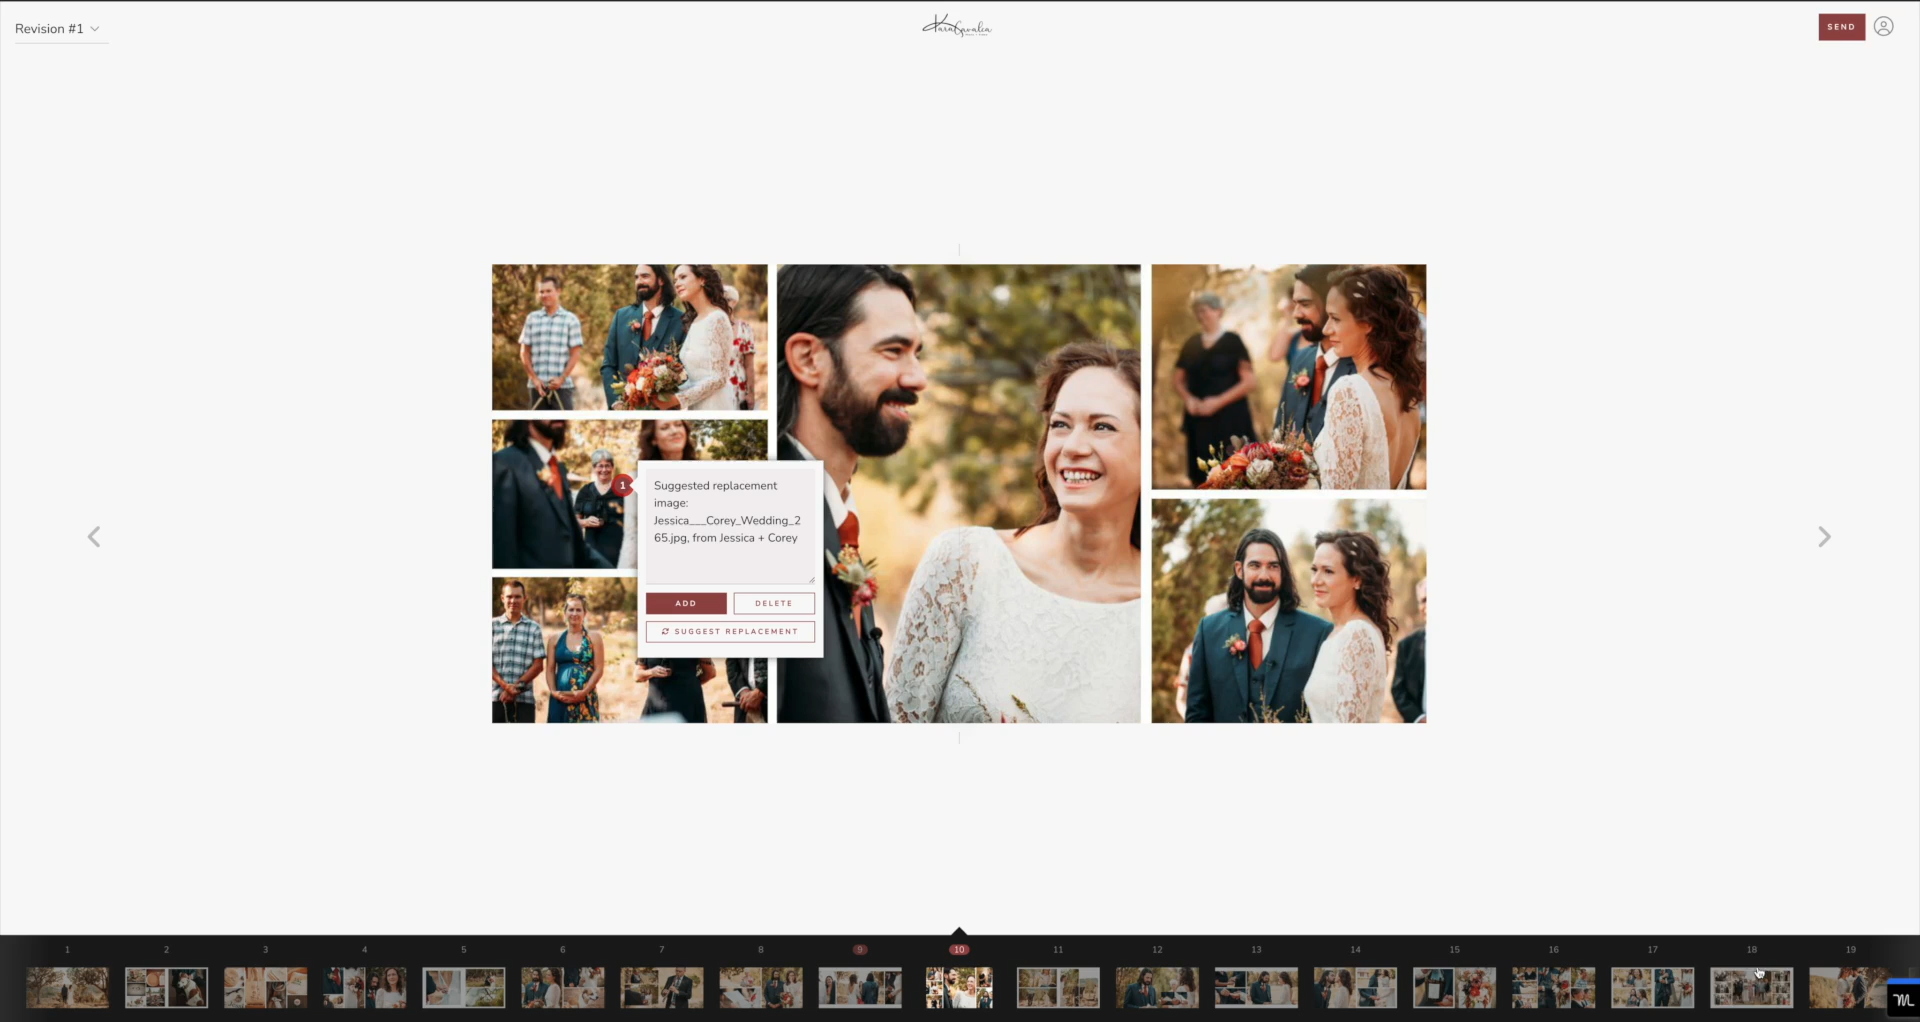 Revision #1
SEND
1
Suggested replacement
image:
Jessica___Corey_Wedding_2
65.jpg, from Jessica + Corey
ADD
DELETE
SUGGEST REPLACEMENT
1
2
3
4
5
6
7
8
9
10
11
12
13
14
15
16
17
18
19